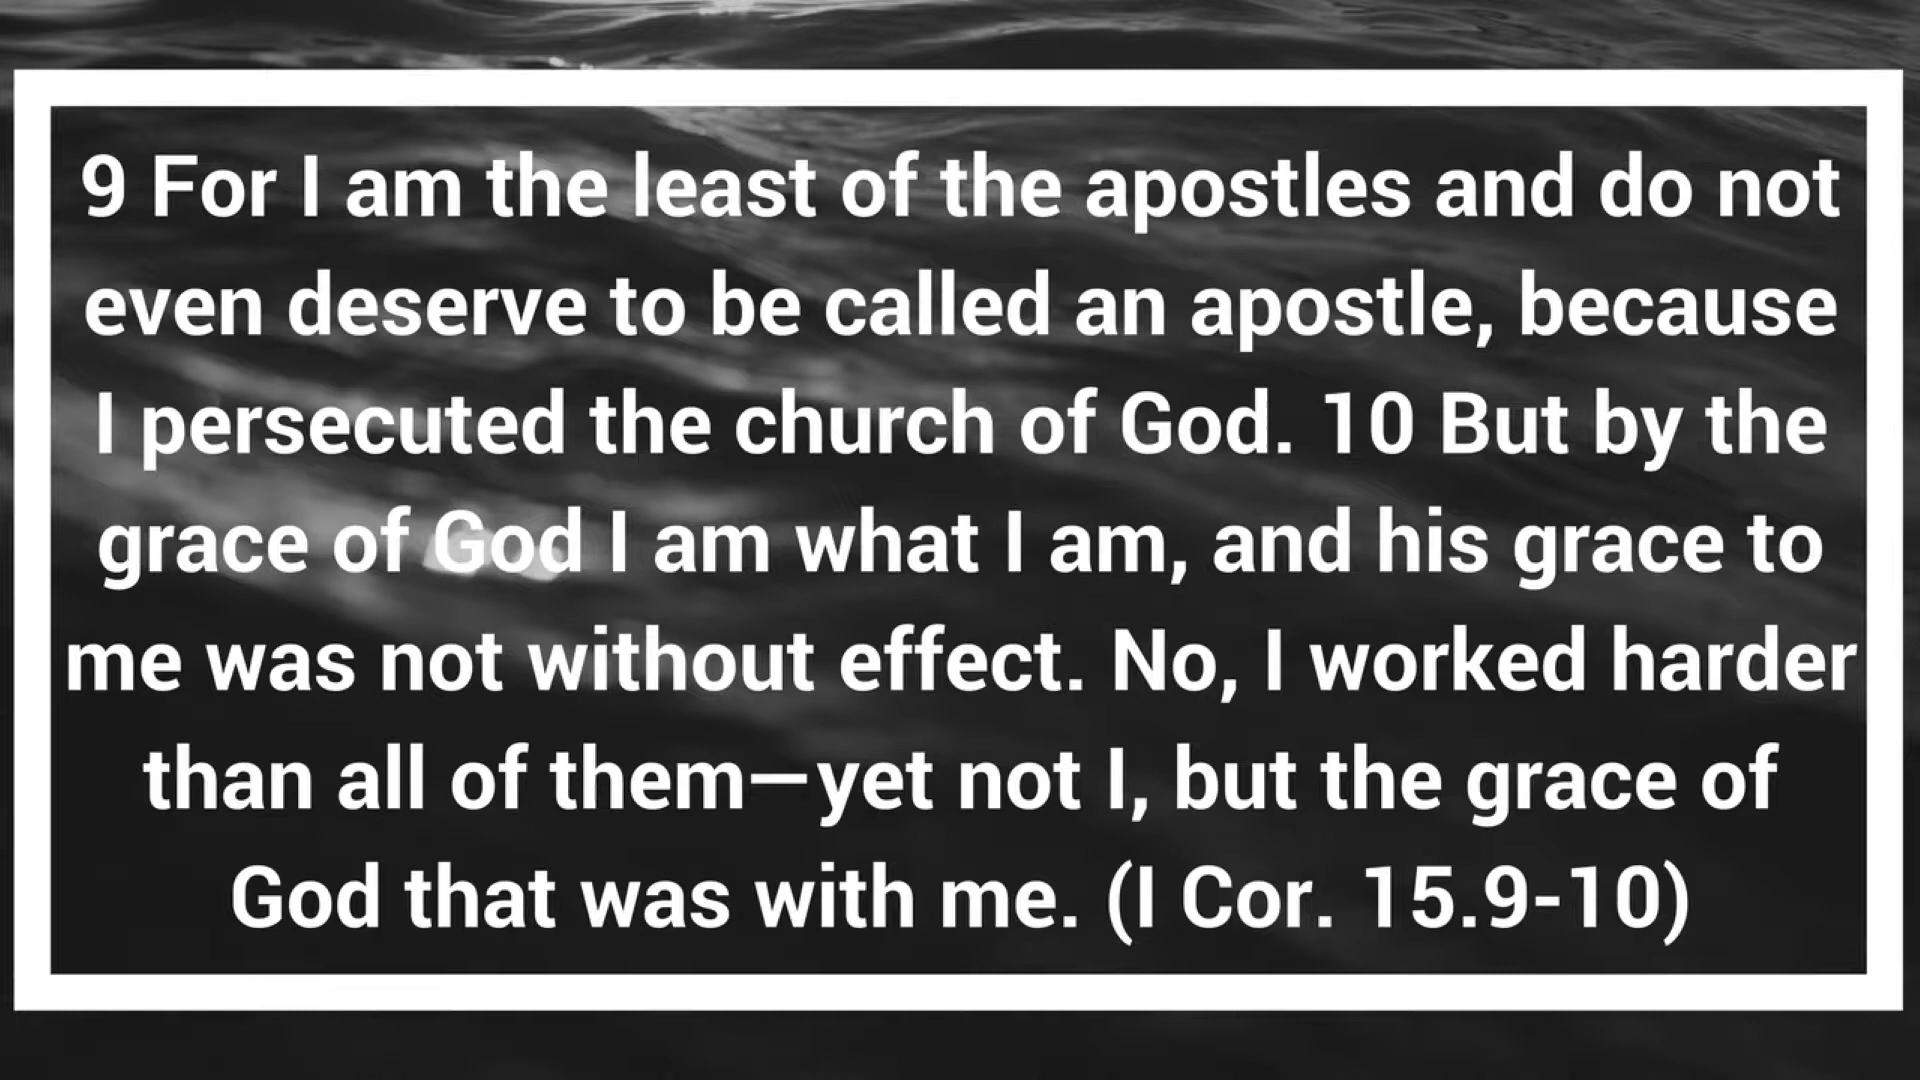 9 For I am the least of the apostles and do not
even deserve to be called an apostle, because
I persecuted the church of God. 10 But by the
grace of God I am what I am, and his grace to
me was not without effect. No, I worked harder
than all of them—yet not I, but the grace of
God that was with me. (I Cor. 15.9-10)